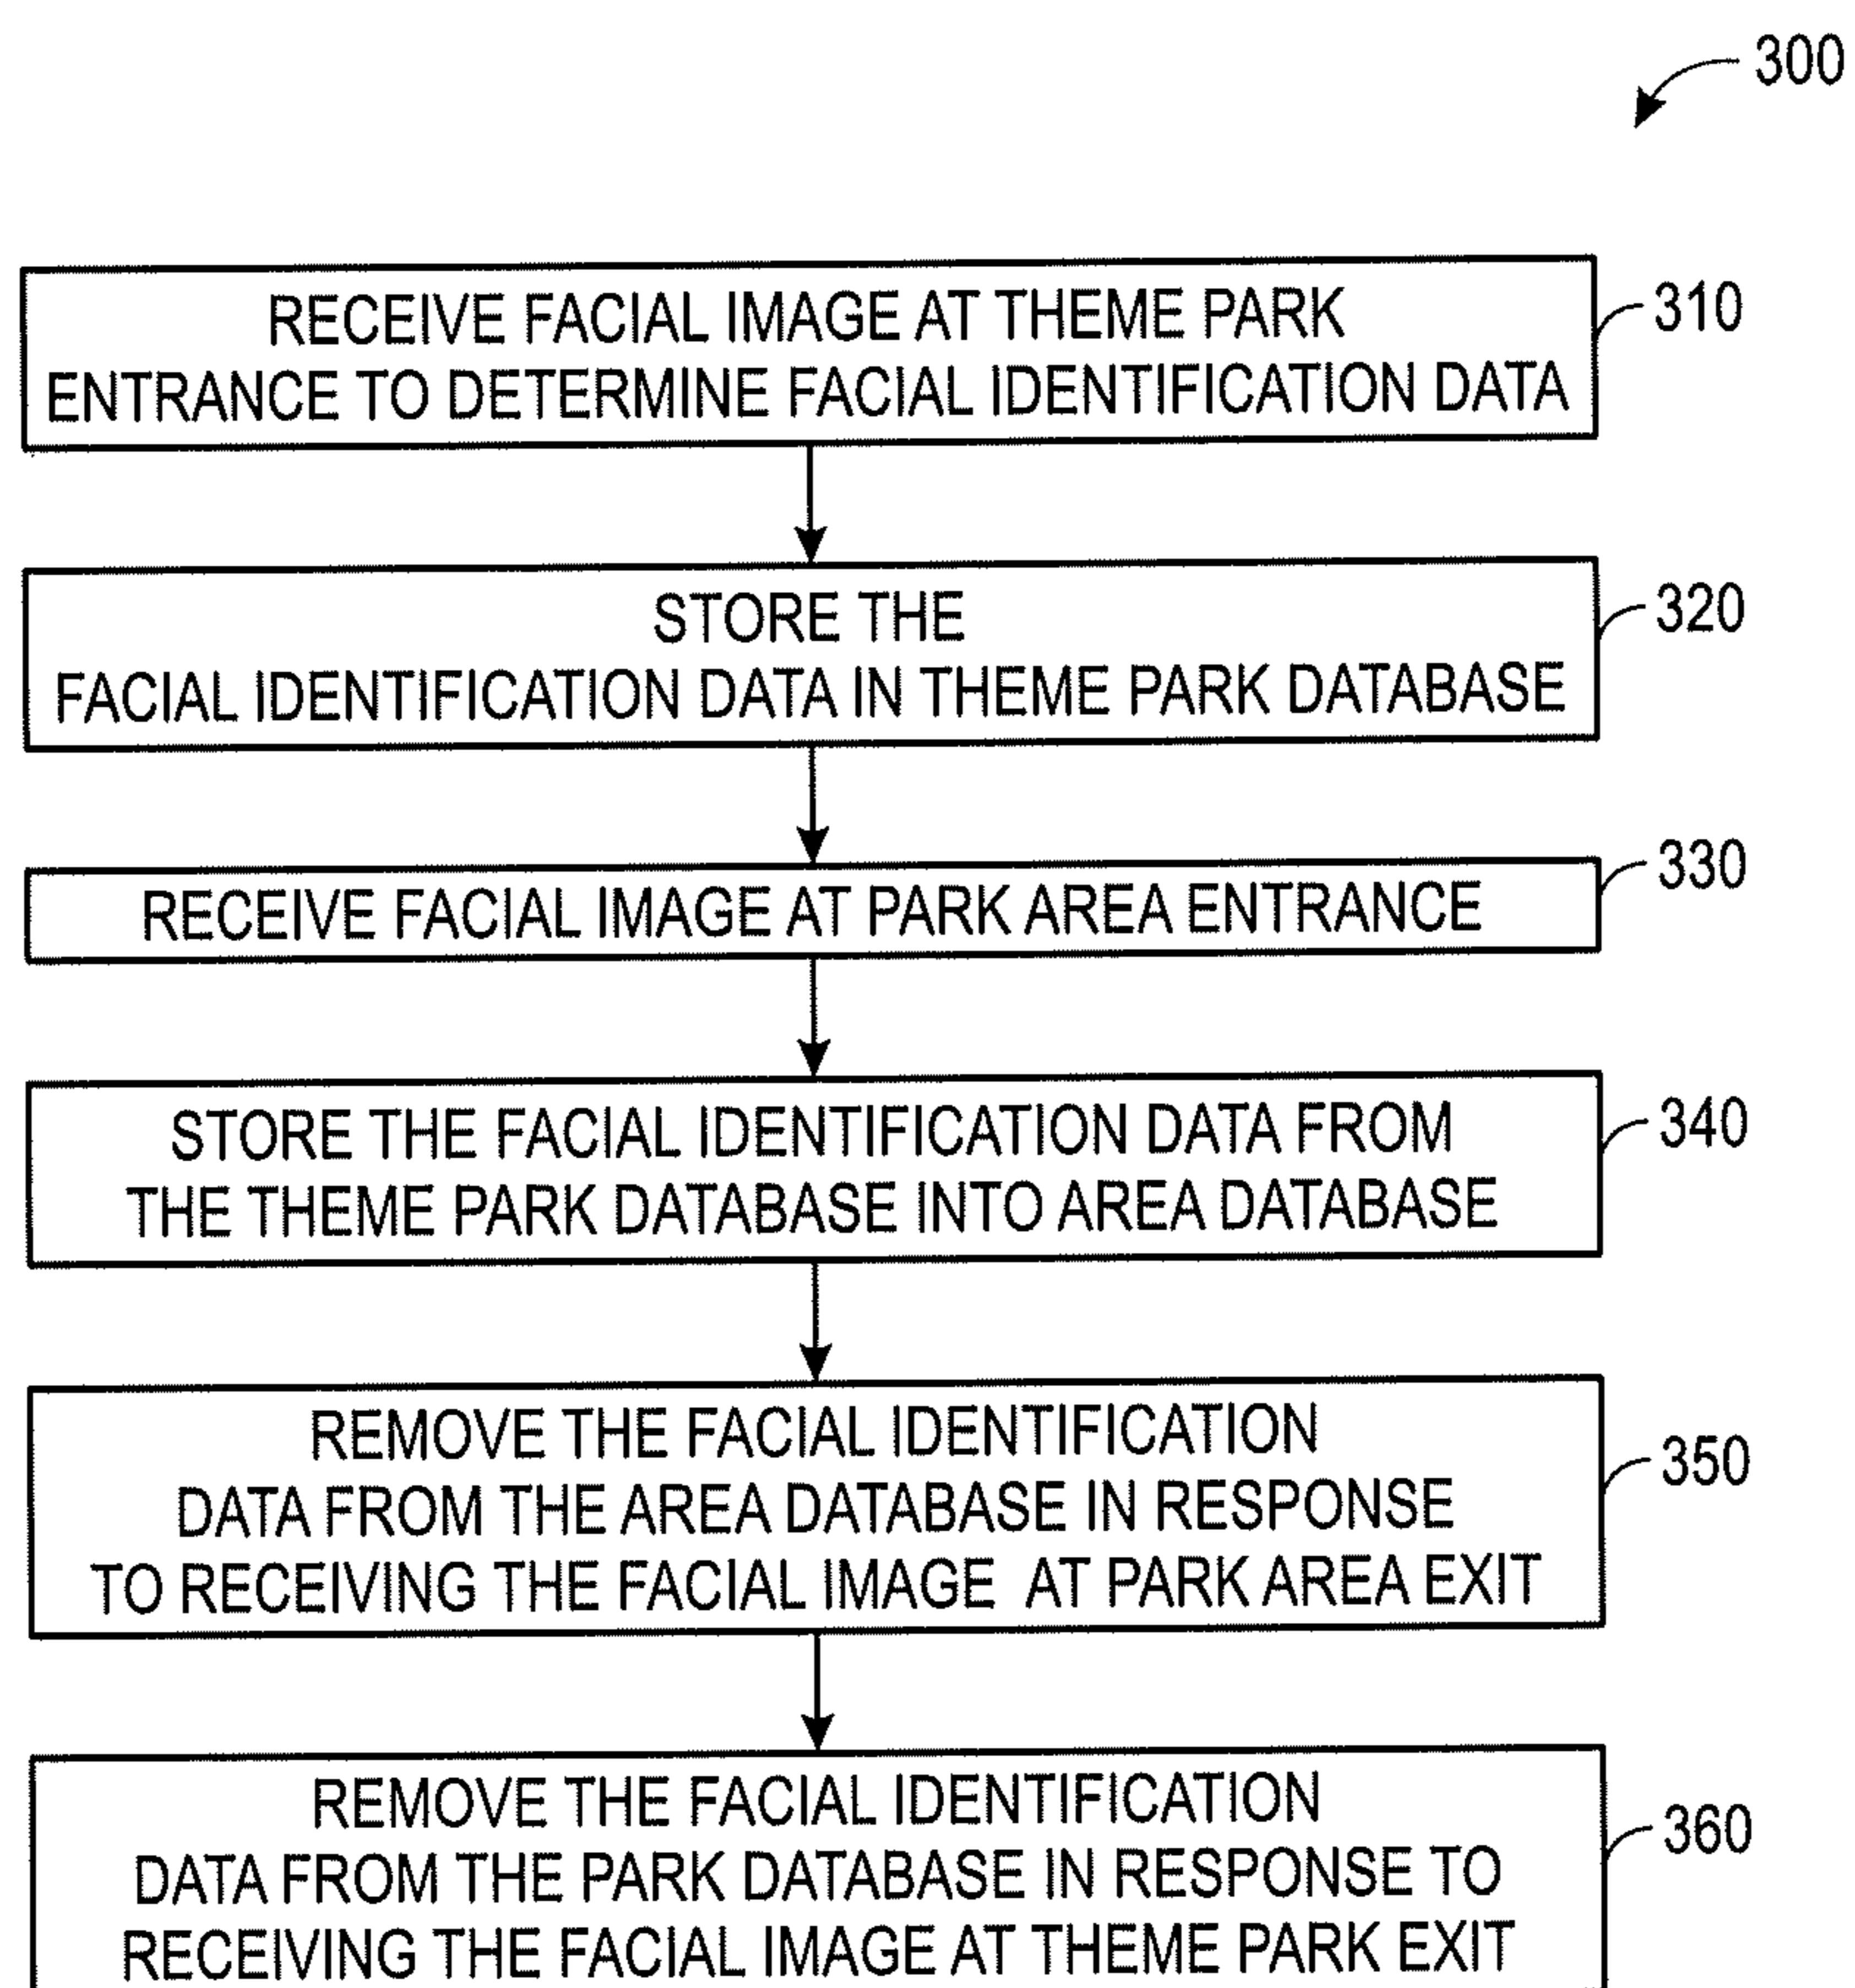 300
RECEIVE FACIAL IMAGE AT THEME PARK
ENTRANCE TO DETERMINE FACIAL IDENTIFICATION DATA
310
STORE THE
FACIAL IDENTIFICATION DATA IN THEME PARK DATABASE
320
RECEIVE FACIAL IMAGE AT PARK AREA ENTRANCE
330
STORE THE FACIAL IDENTIFICATION DATA FROM
THE THEME PARK DATABASE INTO AREA DATABASE
340
REMOVE THE FACIAL IDENTIFICATION
DATA FROM THE AREA DATABASE IN RESPONSE
TO RECEIVING THE FACIAL IMAGE AT PARK AREA EXIT
350
REMOVE THE FACIAL IDENTIFICATION
DATA FROM THE PARK DATABASE IN RESPONSE TO
RECEIVING THE FACIAL IMAGE AT THEME PARK EXIT
360